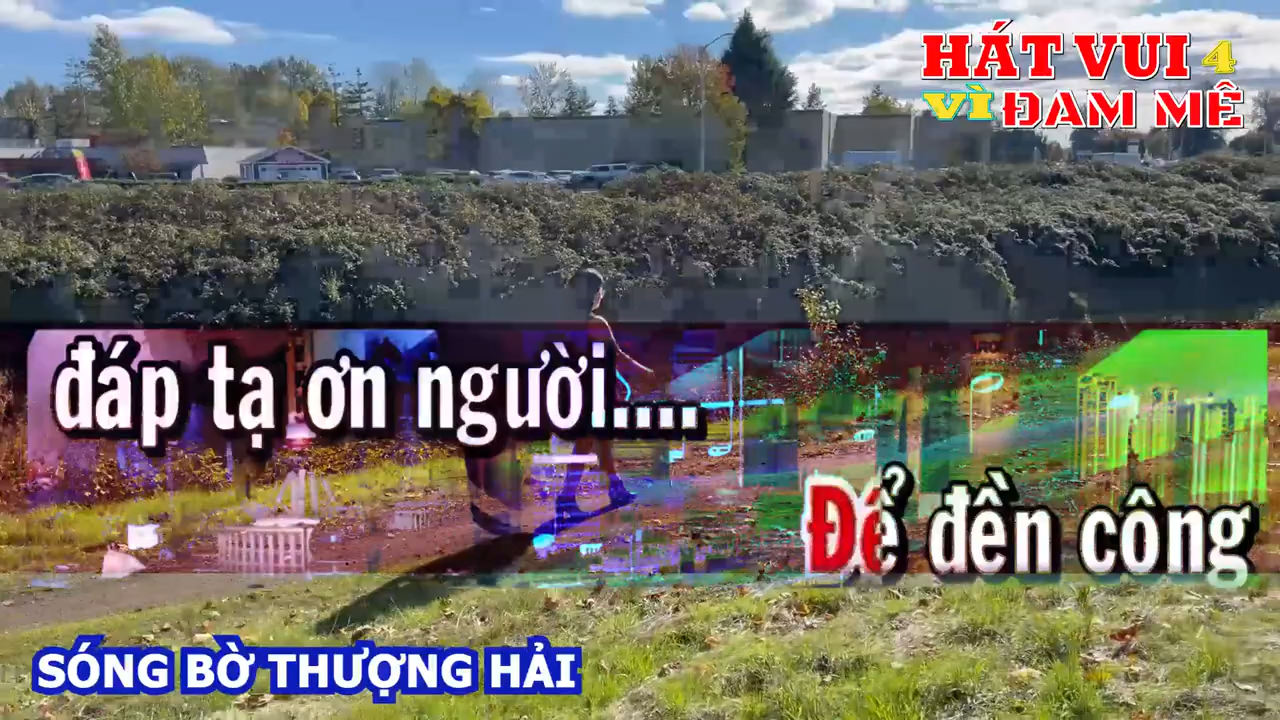 HÁT VUI 4
VÌ ĐAM MÊ
đáp tạ ơn người....
Để đền công
SÓNG BỜ THƯỢNG HẢI